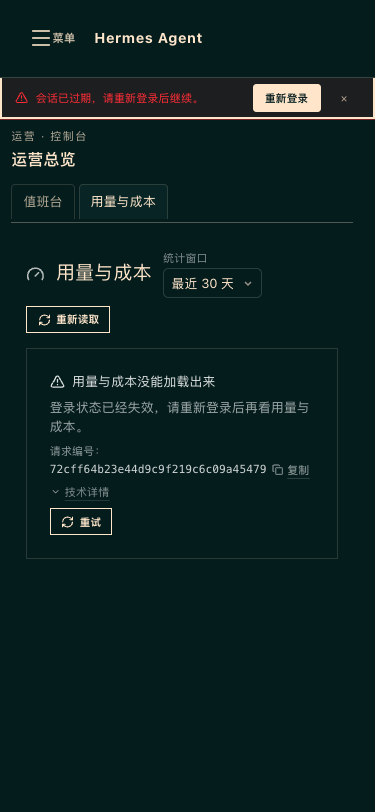 菜单 Hermes Agent
会话已过期，请重新登录后继续。 重新登录 ×
运营 · 控制台
运营总览
值班台 用量与成本
统计窗口
用量与成本 最近 30 天
重新读取
用量与成本没能加载出来
登录状态已经失效，请重新登录后再看用量与
成本。
请求编号:
72cff64b23e44d9c9f219c6c09a45479 复制
技术详情
重试